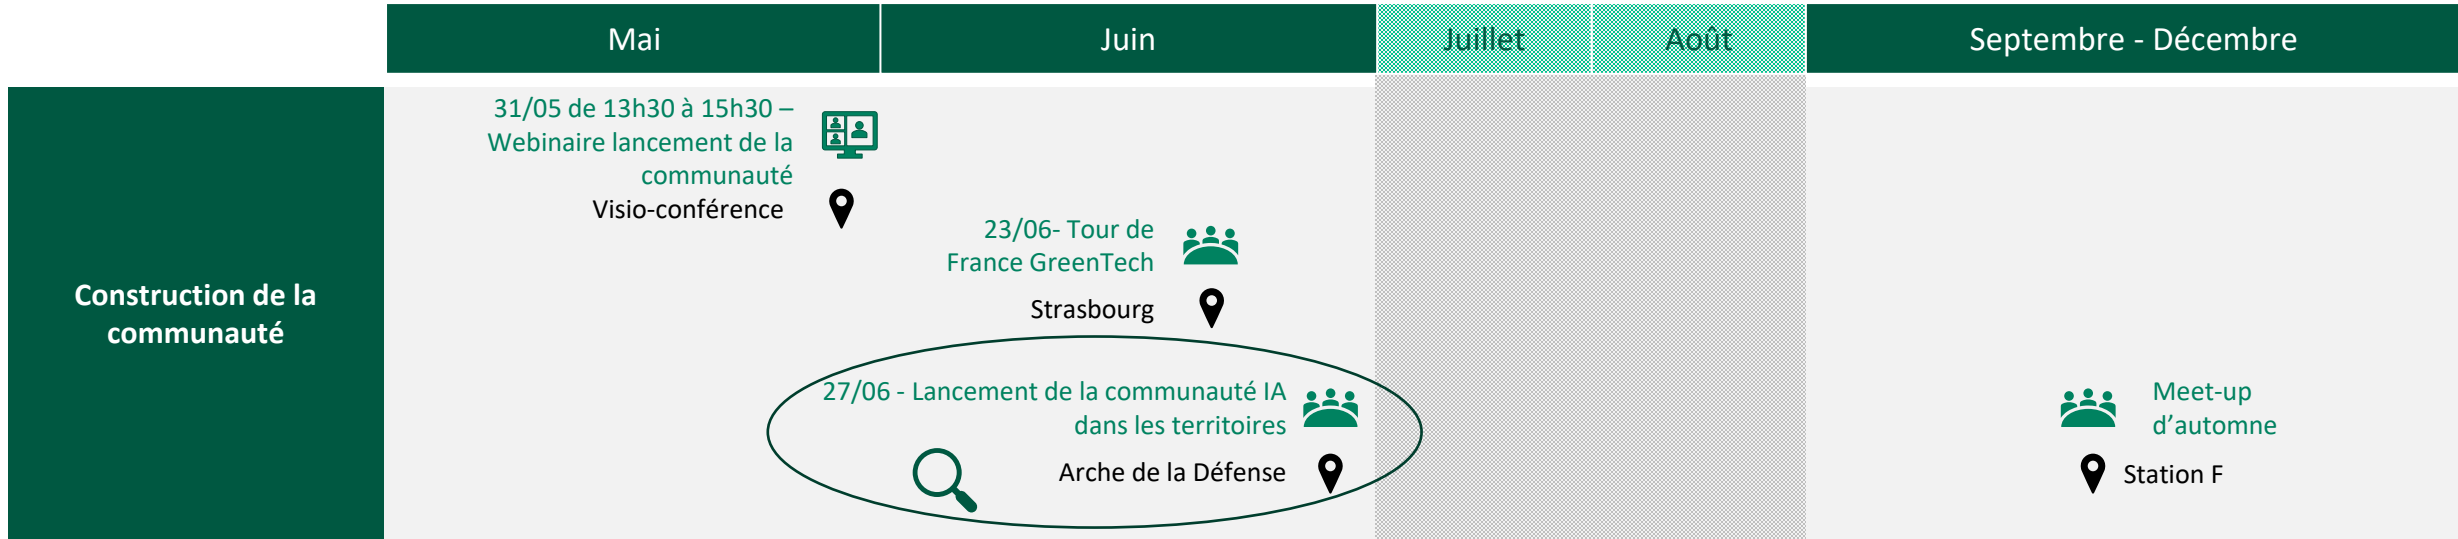 Mai
Juin
Juillet
Août
Septembre - Décembre
Construction de la
communauté
31/05 de 13h30 à 15h30 –
Webinaire lancement de la
communauté
Visio-conférence
23/06- Tour de
France GreenTech
Strasbourg
27/06 - Lancement de la communauté IA
dans les territoires
Arche de la Défense
Meet-up
d’automne
Station F